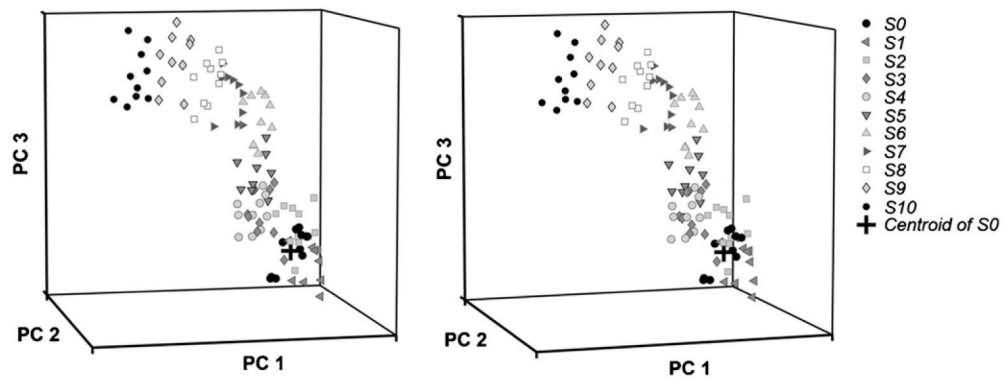 PC 3
PC 2
PC 1
PC 3
PC 2
PC 1
S0
S1
S2
S3
S4
S5
S6
S7
S8
S9
S10
Centroid of S0